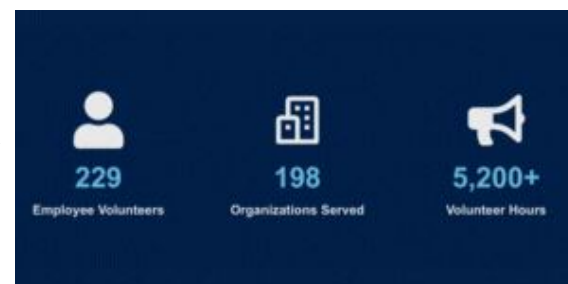 229
Employee Volunteers
198
Organizations Served
5,200+
Volunteer Hours